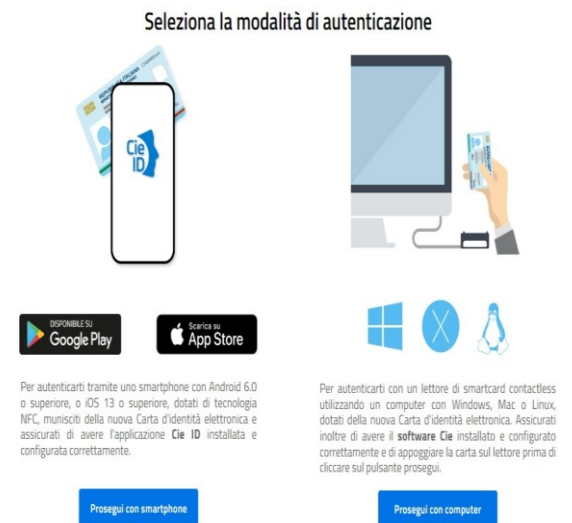 Seleziona la modalità di autenticazione
REPUBBLICA ITALIANA
Cie
ID
DISPONIBILE SU
Google Play
Scarica su
App Store
Per autenticarti tramite uno smartphone con Android 6.0
o superiore, o iOS 13 o superiore, dotati di tecnologia
NFC, munisciti della nuova Carta d'identità elettronica e
assicurati di avere l'applicazione Cie ID installata e
configurata correttamente.
Prosegui con smartphone
Per autenticarti con un lettore di smartcard contactless
utilizzando un computer con Windows, Mac o Linux,
dotati della nuova Carta d'identità elettronica. Assicurati
inoltre di avere il software Cie installato e configurato
correttamente e di appoggiare la carta sul lettore prima di
cliccare sul pulsante prosegui.
Prosegui con computer